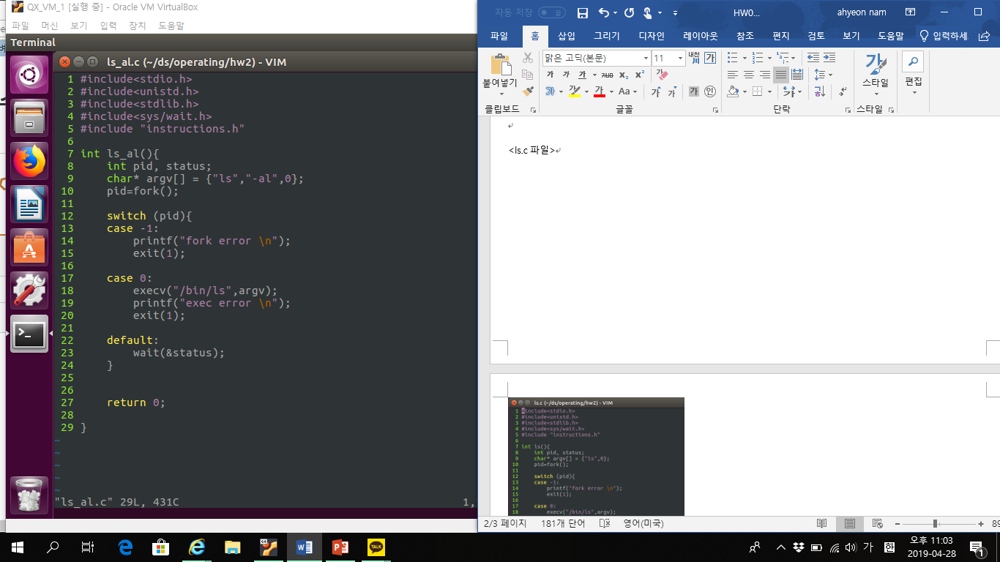 QX_VM_1 [실행 중] - Oracle VM VirtualBox
파일 머신 보기 입력 장치 도움말
Terminal
ls_al.c (~/ds/operating/hw2) - VIM
1 #include<stdio.h>
2 #include<unistd.h>
3 #include<stdlib.h>
4 #include<sys/wait.h>
5 #include "instructions.h"
6
7 int ls_al(){
8 int pid, status;
9 char* argv[] = {"ls","-al",0};
10 pid=fork();
11
12 switch (pid){
13 case -1:
14 printf("fork error \n");
15 exit(1);
16
17 case 0:
18 execv("/bin/ls",argv);
19 printf("exec error \n");
20 exit(1);
21
22 default:
23 wait(&status);
24 }
25
26
27 return 0;
28
29 }
~
~
~
~
~
"ls_al.c" 29L, 431C 1,
자동 저장 끔 HW0... ahyeon nam
파일 홈 삽입 그리기 디자인 레이아웃 참조 편지 검토 보기 도움말 입력하세
붙여넣기
맑은 고딕(본문) 11 내천 가
가 가 가 abc x₂ x²
가 가 가 Aa 가 가 가 ㉮
스타일
편집
클립보드 글꼴 단락 스타일
<ls.c 파일>
ls.c (~/ds/operating/hw2) - VIM
1 #include<stdio.h>
2 #include<unistd.h>
3 #include<stdlib.h>
4 #include<sys/wait.h>
5 #include "instructions.h"
6
7 int ls(){
8 int pid, status;
9 char* argv[] = {"ls",0};
10 pid=fork();
11
12 switch (pid){
13 case -1:
14 printf("fork error \n");
15 exit(1);
16
17 case 0:
18 execv("/bin/ls",argv);
2/3 페이지 181개 단어 영어(미국) 89
TALK
가 한 오후 11:03
2019-04-28 1